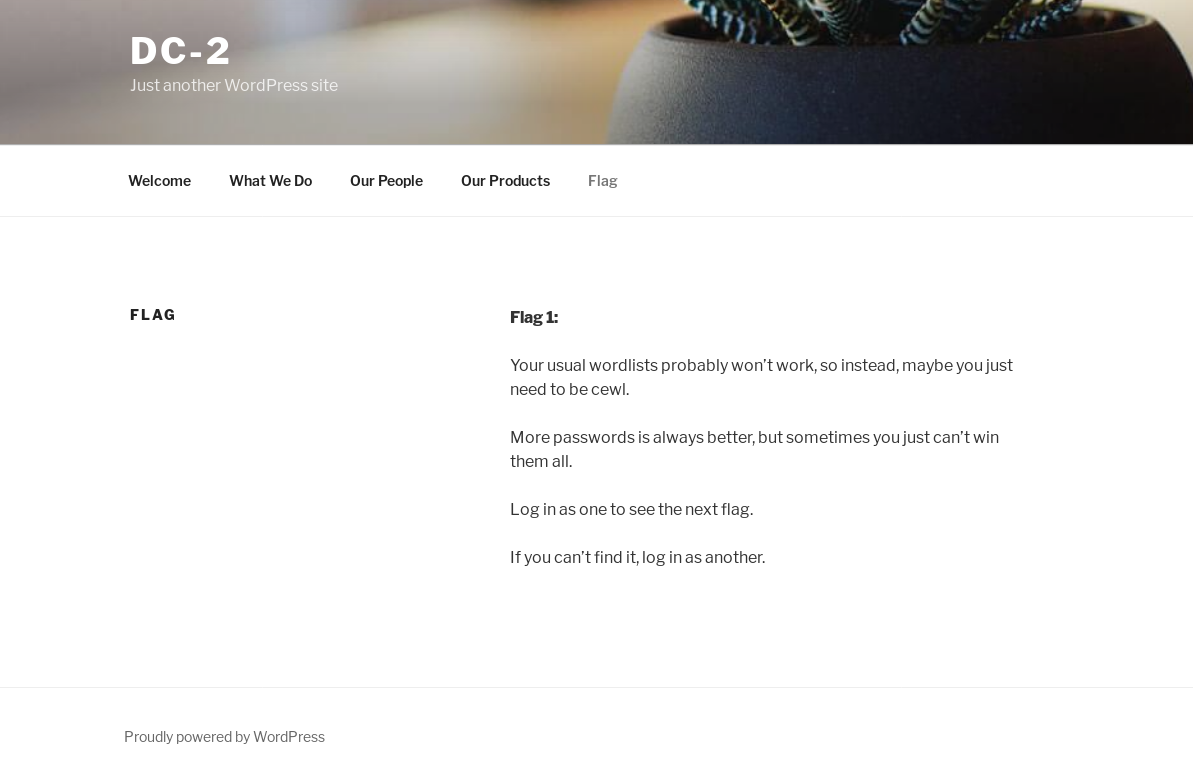 DC-2
Just another WordPress site
Welcome What We Do Our People Our Products Flag
FLAG
Flag 1:
Your usual wordlists probably won’t work, so instead, maybe you just
need to be cewl.
More passwords is always better, but sometimes you just can’t win
them all.
Log in as one to see the next flag.
If you can’t find it, log in as another.
Proudly powered by WordPress